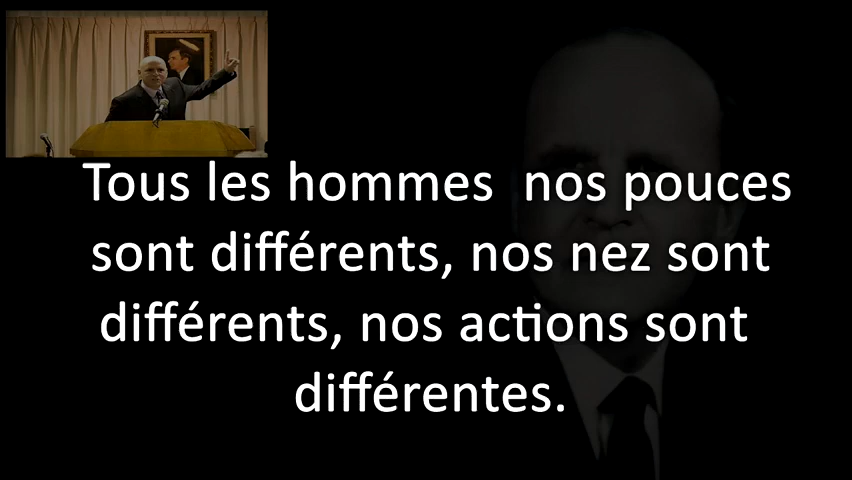 Tous les hommes  nos pouces
sont différents, nos nez sont
différents, nos actions sont
différentes.